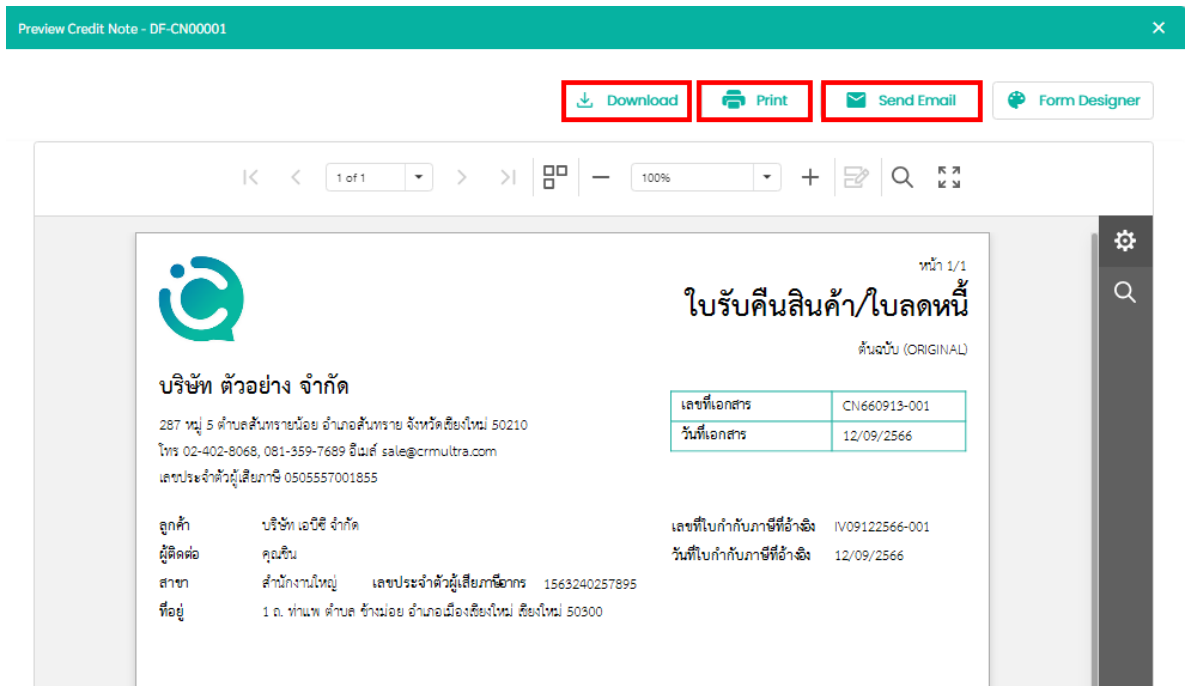 Preview Credit Note - DF-CN00001
Download Print Send Email Form Designer
1 of 1 100%
หน้า 1/1
ใบรับคืนสินค้า/ใบลดหนี้
ต้นฉบับ (ORIGINAL)
บริษัท ตัวอย่าง จำกัด
287 หมู่ 5 ตำบลสันทรายน้อย อำเภอสันทราย จังหวัดเชียงใหม่ 50210
โทร 02-402-8068, 081-359-7689 อีเมล์ sale@crmultra.com
เลขประจำตัวผู้เสียภาษี 0505557001855
เลขที่เอกสาร CN660913-001
วันที่เอกสาร 12/09/2566
ลูกค้า บริษัท เอบีซี จำกัด
ผู้ติดต่อ คุณชิน
สาขา สำนักงานใหญ่ เลขประจำตัวผู้เสียภาษีอากร 1563240257895
ที่อยู่ 1 ถ. ท่าแพ ตำบล ช้างม่อย อำเภอเมืองเชียงใหม่ เชียงใหม่ 50300
เลขที่ใบกำกับภาษีที่อ้างอิง IV09122566-001
วันที่ใบกำกับภาษีที่อ้างอิง 12/09/2566